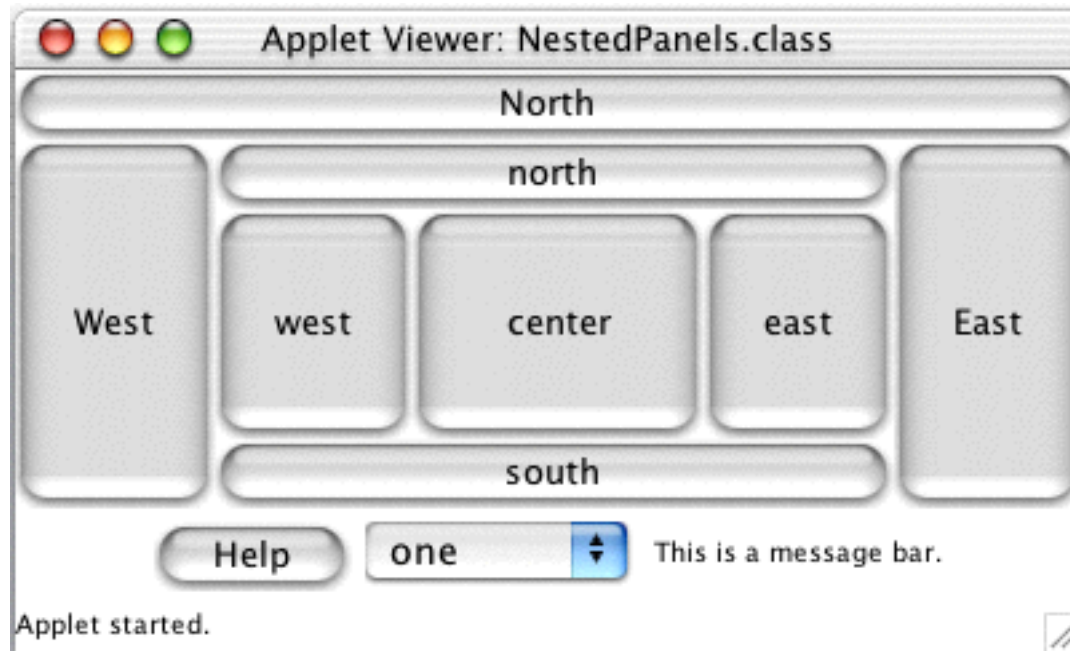 Applet Viewer: NestedPanels.class
North
north
West west center east East
south
Help one This is a message bar.
Applet started.